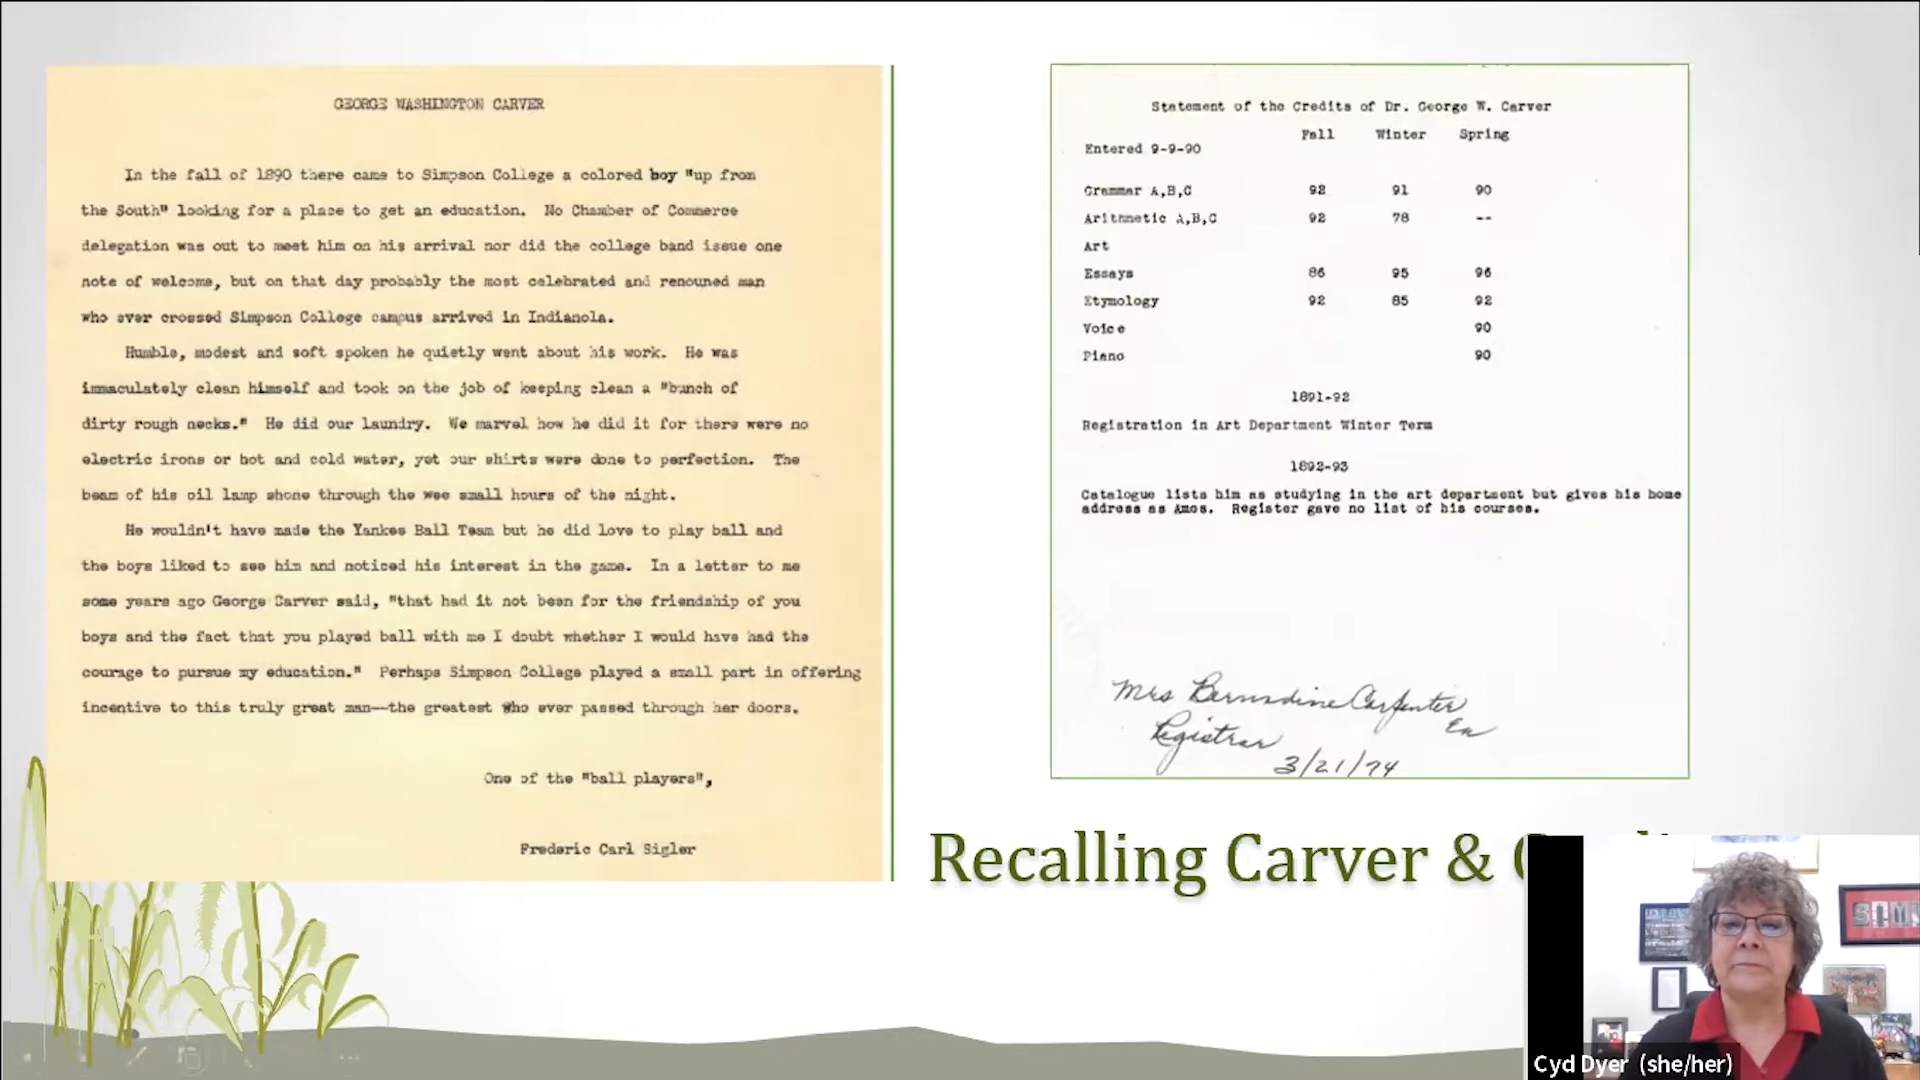 GEORGE WASHINGTON CARVER
In the fall of 1890 there came to Simpson College a colored boy "up from
the South" looking for a place to get an education. No Chamber of Commerce
delegation was out to meet him on his arrival nor did the college band issue one
note of welcome, but on that day probably the most celebrated and renouned man
who ever crossed Simpson College campus arrived in Indianola.
Humble, modest and soft spoken he quietly went about his work. He was
immaculately clean himself and took on the job of keeping clean a "bunch of
dirty rough necks." He did our laundry. We marvel how he did it for there were no
electric irons or hot and cold water, yet our shirts were done to perfection. The
beam of his oil lamp shone through the wee small hours of the night.
He wouldn't have made the Yankee Ball Team but he did love to play ball and
the boys liked to see him and noticed his interest in the game. In a letter to me
some years ago George Carver said, "that had it not been for the friendship of you
boys and the fact that you played ball with me I doubt whether I would have had the
courage to pursue my education." Perhaps Simpson College played a small part in offering
incentive to this truly great man--the greatest who ever passed through her doors.
One of the "ball players",
Frederic Carl Sigler
Statement of the Credits of Dr. George W. Carver
Fall Winter Spring
Entered 9-9-90
Grammar A,B,C 92 91 90
Arithmetic A,B,C 92 78 --
Art
Essays 86 95 96
Etymology 92 85 92
Voice 90
Piano 90
1891-92
Registration in Art Department Winter Term
1892-93
Catalogue lists him as studying in the art department but gives his home
address as Ames. Register gave no list of his courses.
Mrs Bernadine Carpenter
Registrar
3/21/74
Recalling Carver &
SIM
Cyd Dyer (she/her)